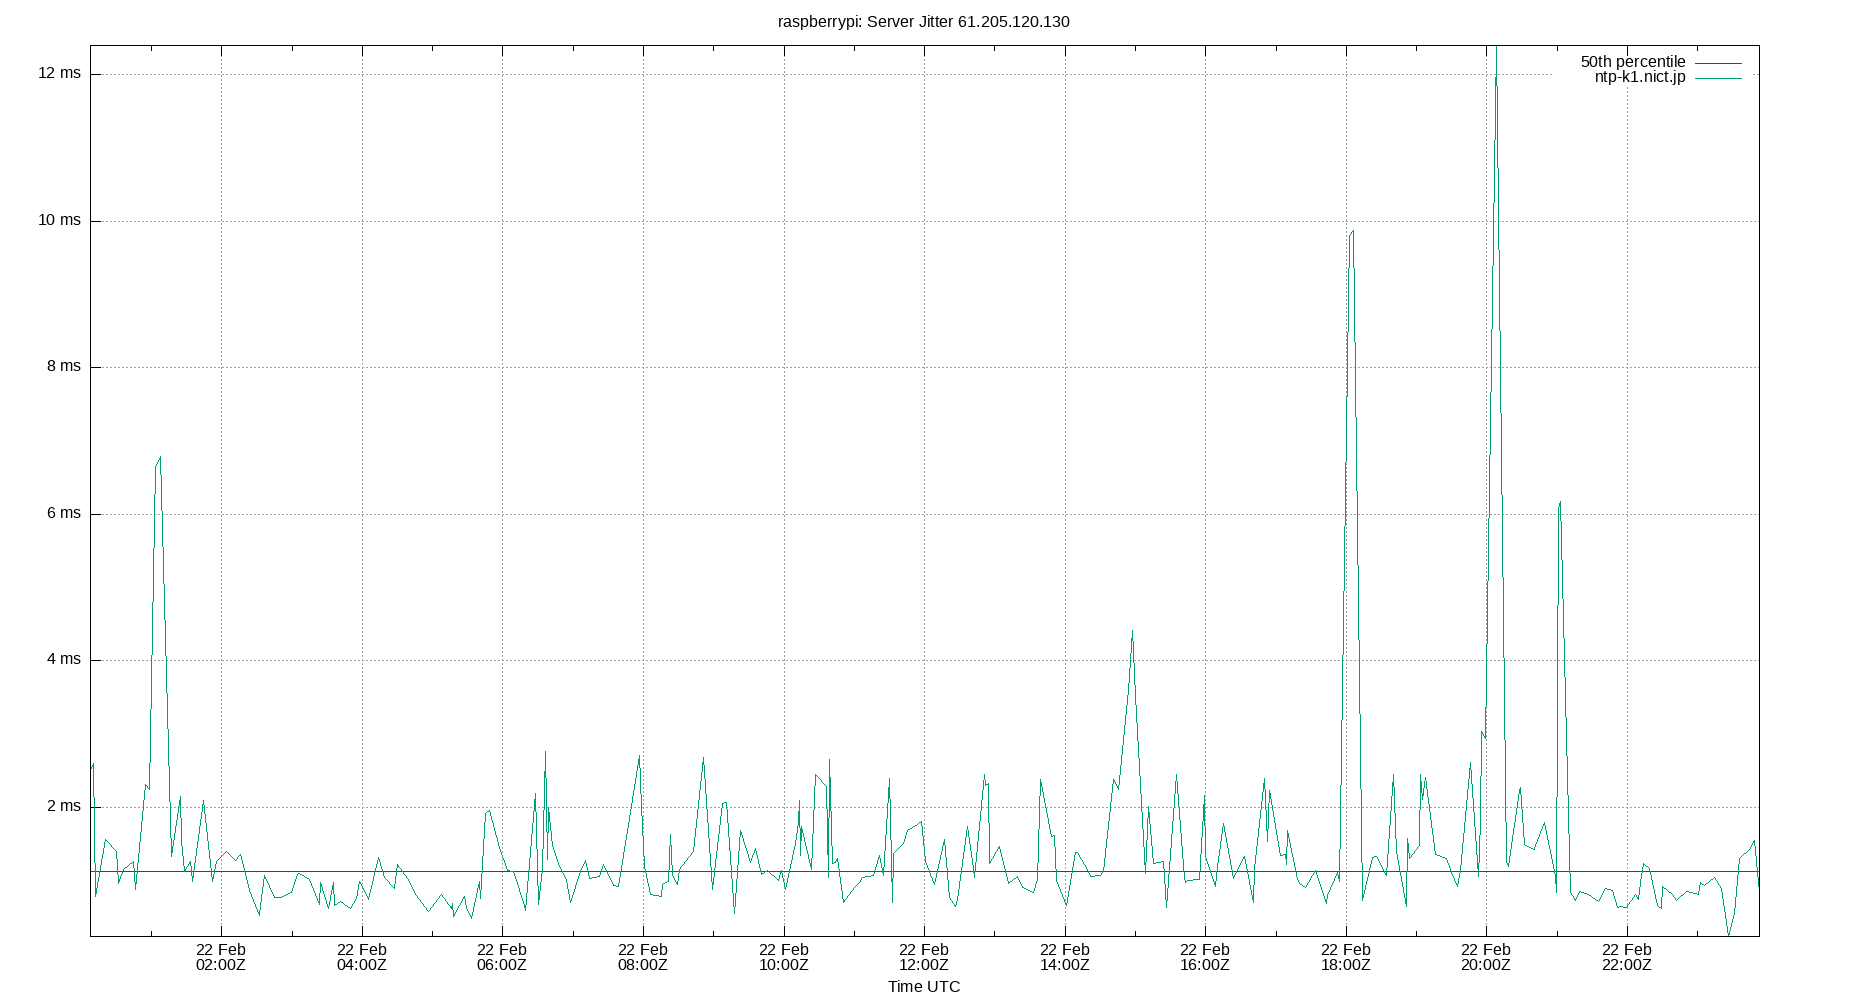 raspberrypi: Server Jitter 61.205.120.130
50th percentile
ntp-k1.nict.jp
12 ms
10 ms
8 ms
6 ms
4 ms
2 ms
22 Feb 22 Feb 22 Feb 22 Feb 22 Feb 22 Feb 22 Feb 22 Feb 22 Feb 22 Feb 22 Feb
02:00Z 04:00Z 06:00Z 08:00Z 10:00Z 12:00Z 14:00Z 16:00Z 18:00Z 20:00Z 22:00Z
Time UTC